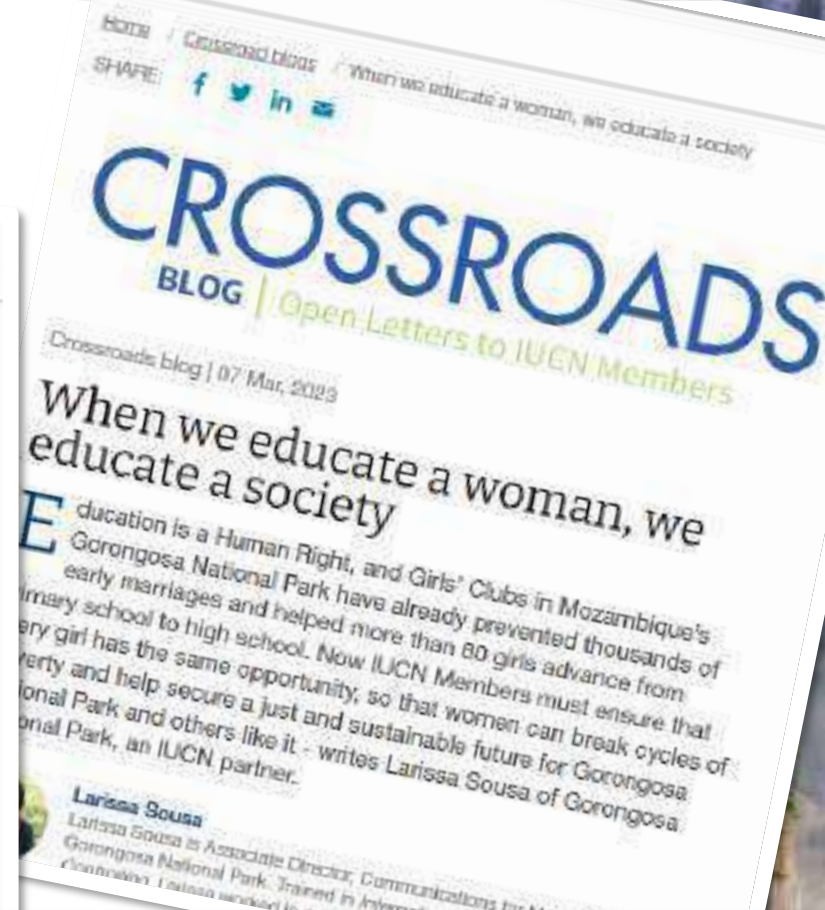 Home / Crossroad blogs / When we educate a woman, we educate a society
SHARE:
CROSSROADS
BLOG | Open Letters to IUCN Members
Crossroads blog | 07 Mar, 2023
When we educate a woman, we
educate a society
Education is a Human Right, and Girls' Clubs in Mozambique's
Gorongosa National Park have already prevented thousands of
early marriages and helped more than 80 girls advance from
imary school to high school. Now IUCN Members must ensure that
ery girl has the same opportunity, so that women can break cycles of
verty and help secure a just and sustainable future for Gorongosa
ional Park and others like it - writes Larissa Sousa of Gorongosa
onal Park, an IUCN partner.
Larissa Sousa
Larissa Sousa is Associate Director, Communications for
Gorongosa National Park. Trained in